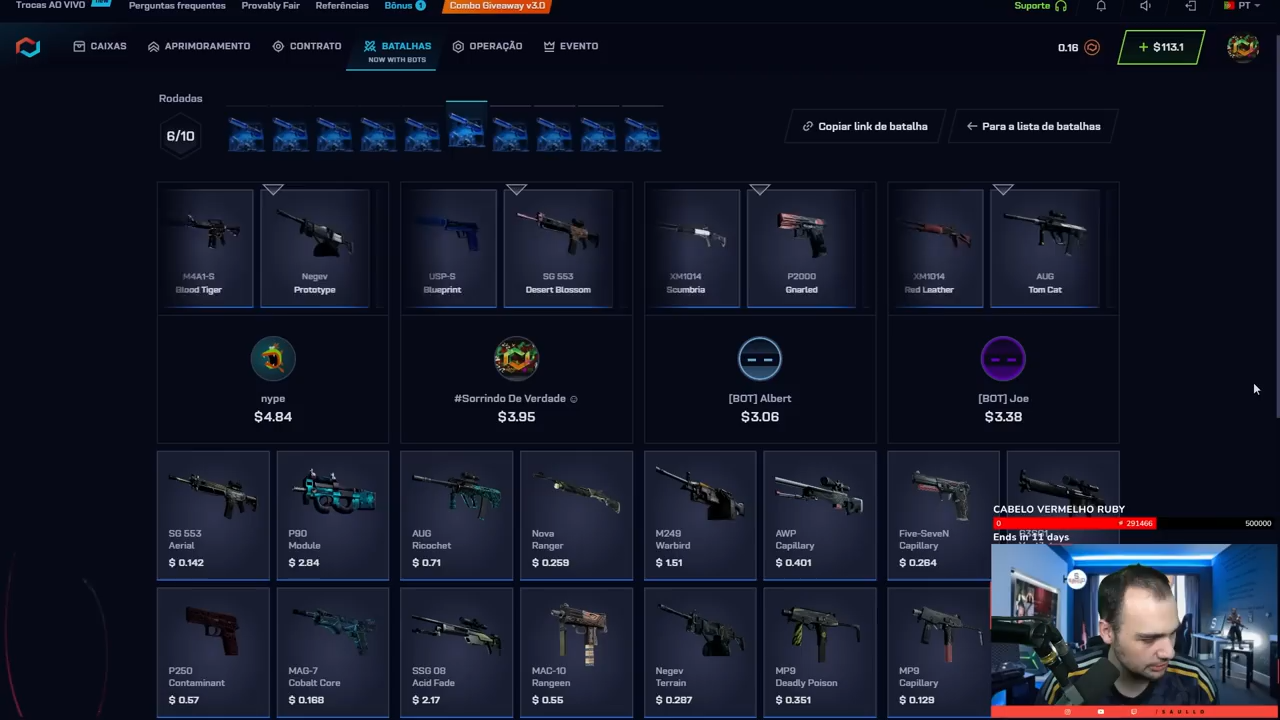 Trocas AO VIVO
Perguntas frequentes
Provably Fair
Referências
Bônus 1
Combo Giveaway v3.0
Suporte
PT
CAIXAS
APRIMORAMENTO
CONTRATO
BATALHAS
NOW WITH BOTS
OPERAÇÃO
EVENTO
0.16
+ $113.1
Rodadas
6/10
Copiar link de batalha
Para a lista de batalhas
M4A1-S
Blood Tiger
Negev
Prototype
USP-S
Blueprint
SG 553
Desert Blossom
XM1014
Scumbria
P2000
Gnarled
XM1014
Red Leather
AUG
Tom Cat
nype
$4.84
#Sorrindo De Verdade ☺
$3.95
[BOT] Albert
$3.06
[BOT] Joe
$3.38
SG 553
Aerial
$ 0.142
P90
Module
$ 2.84
AUG
Ricochet
$ 0.71
Nova
Ranger
$ 0.259
M249
Warbird
$ 1.51
AWP
Capillary
$ 0.401
Five-SeveN
Capillary
$ 0.264
CABELO VERMELHO RUBY
0
# 291466
500000
Ends in 11 days
P250
Contaminant
$ 0.57
MAG-7
Cobalt Core
$ 0.168
SSG 08
Acid Fade
$ 2.17
MAC-10
Rangeen
$ 0.55
Negev
Terrain
$ 0.287
MP9
Deadly Poison
$ 0.351
MP9
Capillary
$ 0.129
/SAULLO